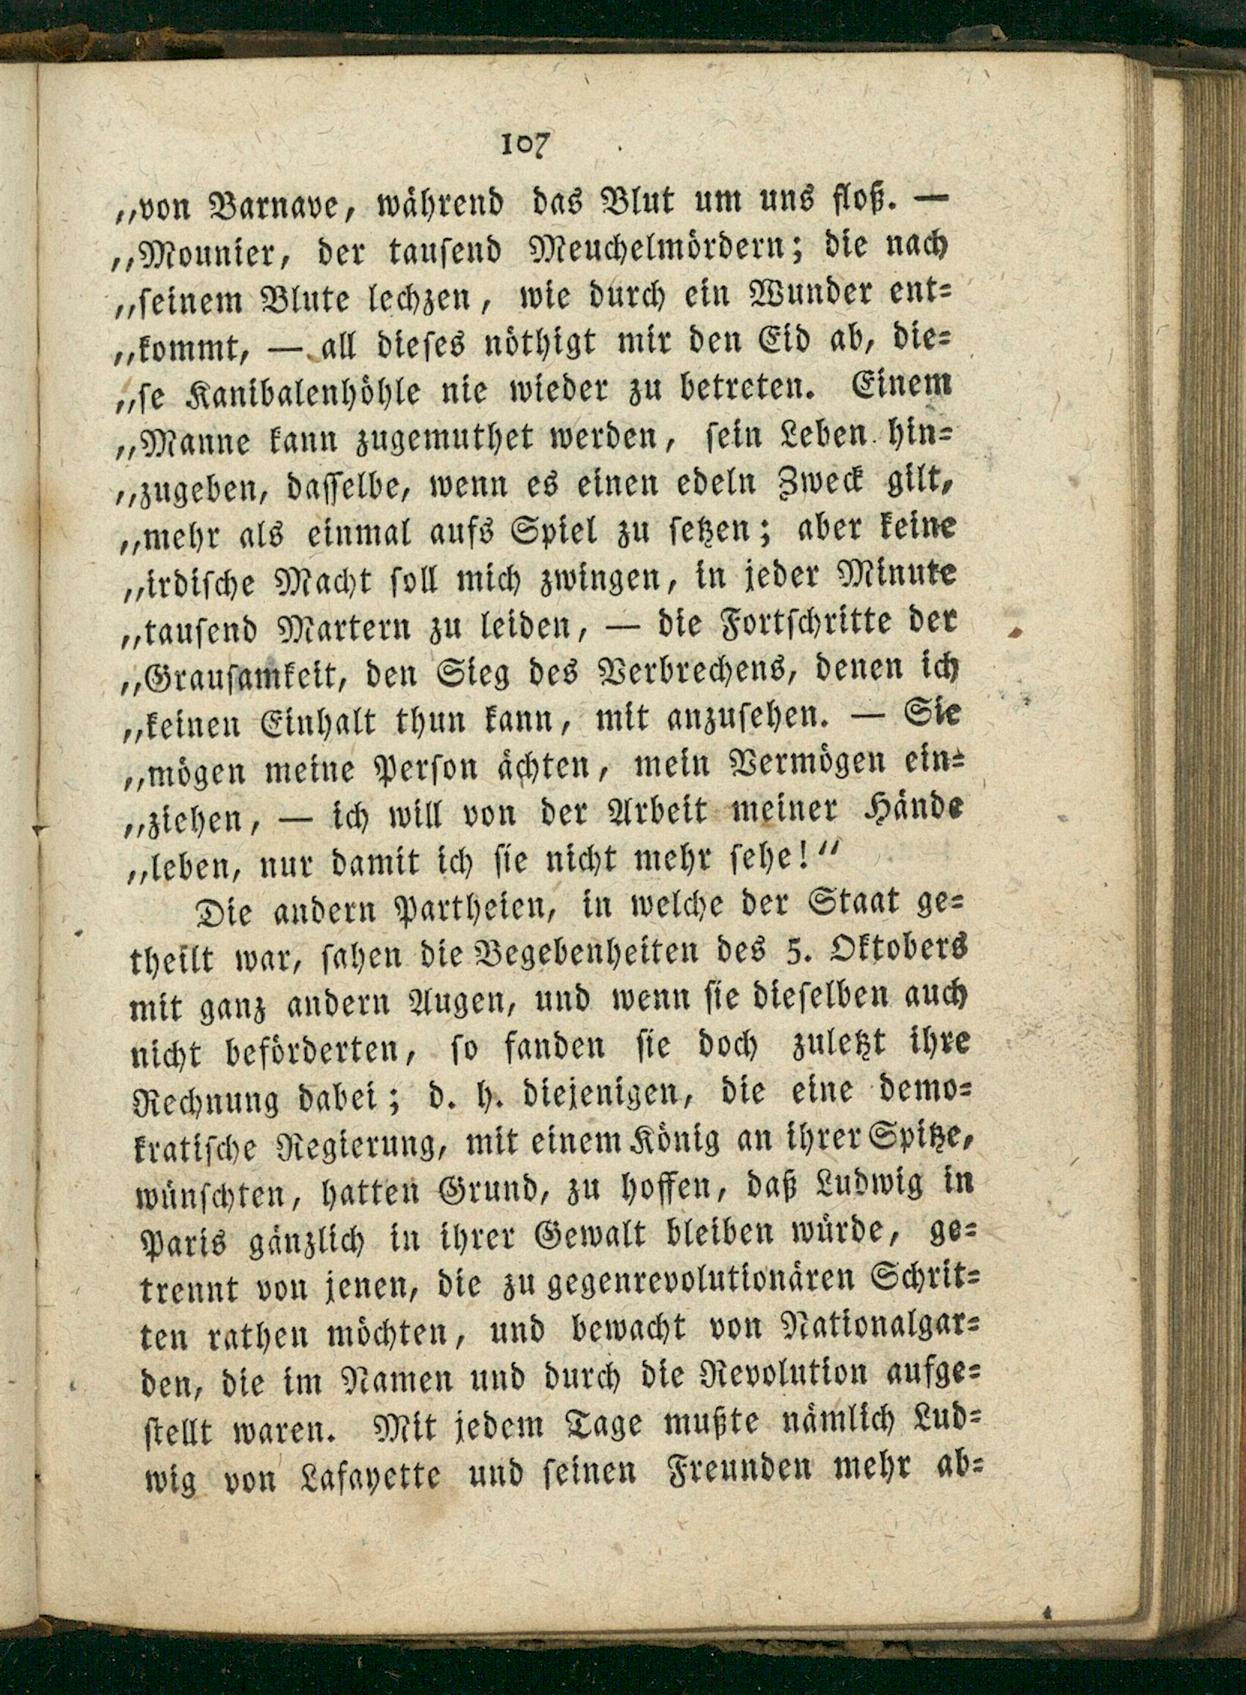 107
„von Barnave, während das Blut um uns floß. —
„Mounier, der tausend Meuchelmördern; die nach
„seinem Blute lechzen, wie durch ein Wunder ent=
„kommt, — all dieses nöthigt mir den Eid ab, die=
„se Kanibalenhöhle nie wieder zu betreten. Einem
„Manne kann zugemuthet werden, sein Leben hin=
„zugeben, dasselbe, wenn es einen edeln Zweck gilt,
„mehr als einmal aufs Spiel zu setzen; aber keine
„irdische Macht soll mich zwingen, in jeder Minute
„tausend Martern zu leiden, — die Fortschritte der
„Grausamkeit, den Sieg des Verbrechens, denen ich
„keinen Einhalt thun kann, mit anzusehen. — Sie
„mögen meine Person ächten, mein Vermögen ein=
„ziehen, — ich will von der Arbeit meiner Hände
„leben, nur damit ich sie nicht mehr sehe!“
Die andern Partheien, in welche der Staat ge=
theilt war, sahen die Begebenheiten des 5. Oktobers
mit ganz andern Augen, und wenn sie dieselben auch
nicht beförderten, so fanden sie doch zuletzt ihre
Rechnung dabei; d. h. diejenigen, die eine demo=
kratische Regierung, mit einem König an ihrer Spitze,
wünschten, hatten Grund, zu hoffen, daß Ludwig in
Paris gänzlich in ihrer Gewalt bleiben würde, ge=
trennt von jenen, die zu gegenrevolutionären Schrit=
ten rathen möchten, und bewacht von Nationalgar=
den, die im Namen und durch die Revolution aufge=
stellt waren. Mit jedem Tage mußte nämlich Lud=
wig von Lafayette und seinen Freunden mehr ab=